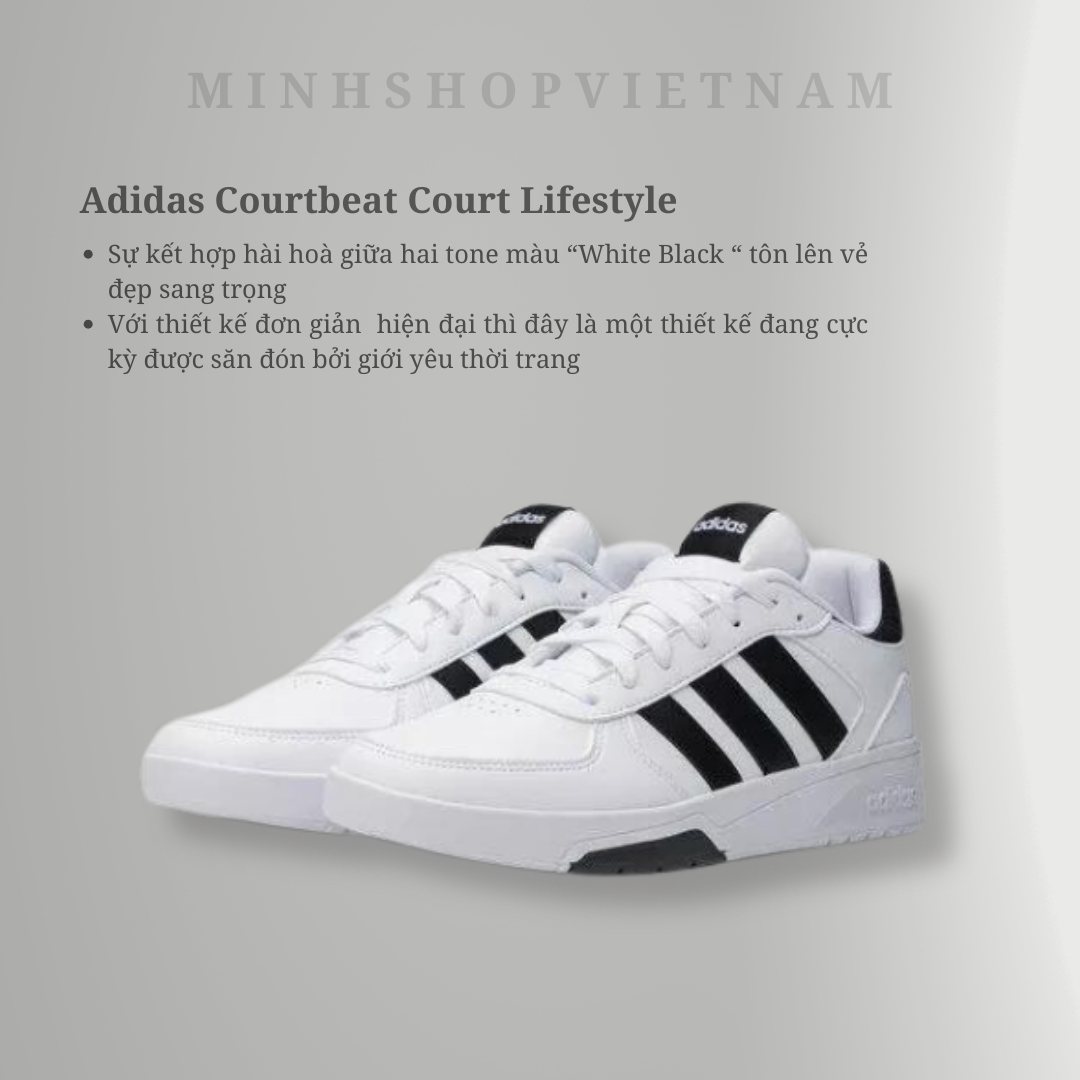 MINHSHOPVIETNAM
Adidas Courtbeat Court Lifestyle
• Sự kết hợp hài hoà giữa hai tone màu “White Black “ tôn lên vẻ
đẹp sang trọng
• Với thiết kế đơn giản  hiện đại thì đây là một thiết kế đang cực
kỳ được săn đón bởi giới yêu thời trang
adidas
adidas
adidas